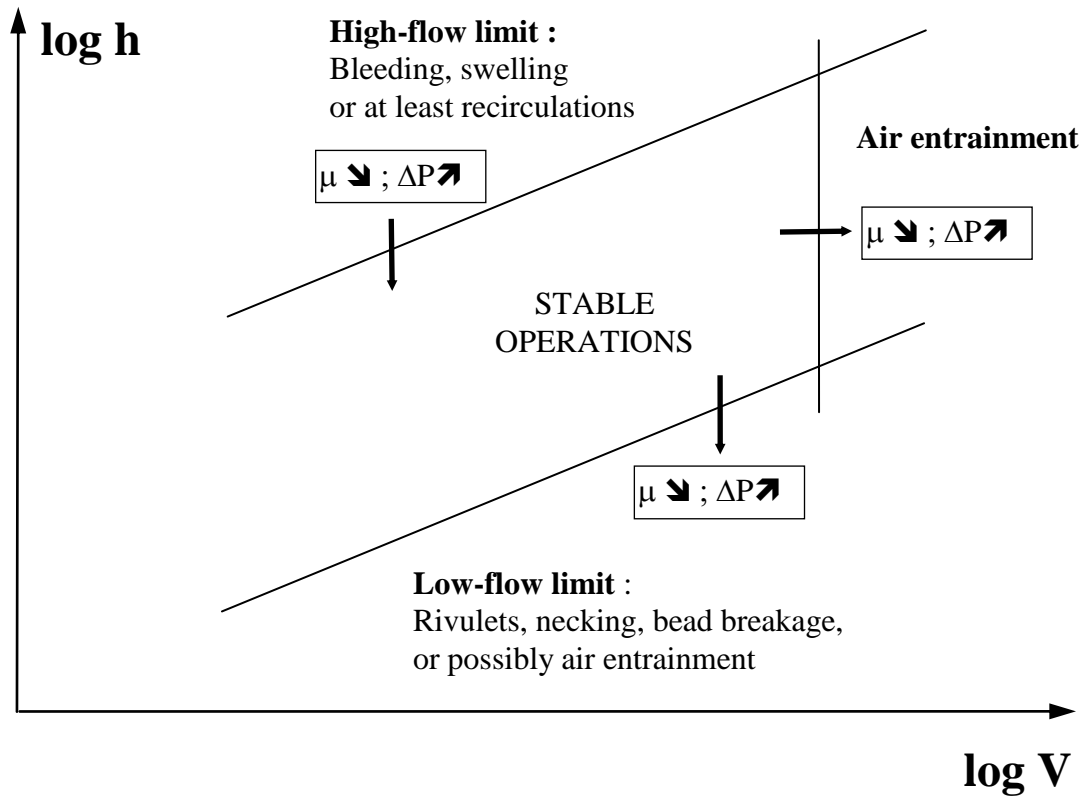 log h
High-flow limit :
Bleeding, swelling
or at least recirculations
μ 🡾 ; ΔP🡽
Air entrainment
μ 🡾 ; ΔP🡽
STABLE
OPERATIONS
μ 🡾 ; ΔP🡽
Low-flow limit :
Rivulets, necking, bead breakage,
or possibly air entrainment
log V